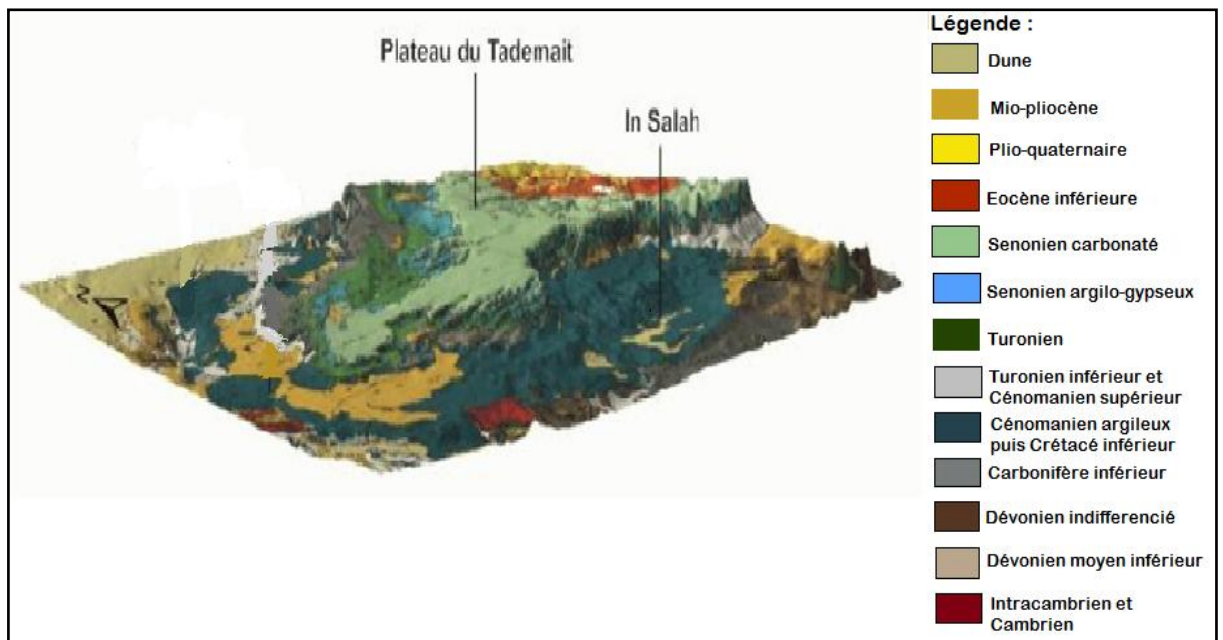 Plateau du Tademait
In Salah
N
Légende :
Dune
Mio-pliocène
Plio-quaternaire
Eocène inférieure
Senonien carbonaté
Senonien argilo-gypseux
Turonien
Turonien inférieur et
Cénomanien supérieur
Cénomanien argileux
puis Crétacé inférieur
Carbonifère inférieur
Dévonien indifferencié
Dévonien moyen inférieur
Intracambrien et
Cambrien